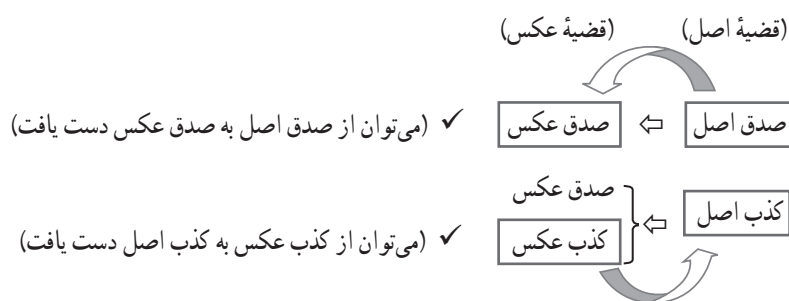 (قضیهٔ اصل) (قضیهٔ عکس)
صدق اصل ⇦ صدق عکس ✓ (می‌توان از صدق اصل به صدق عکس دست یافت)
صدق عکس
کذب اصل ⇦
کذب عکس ✓ (می‌توان از کذب عکس به کذب اصل دست یافت)